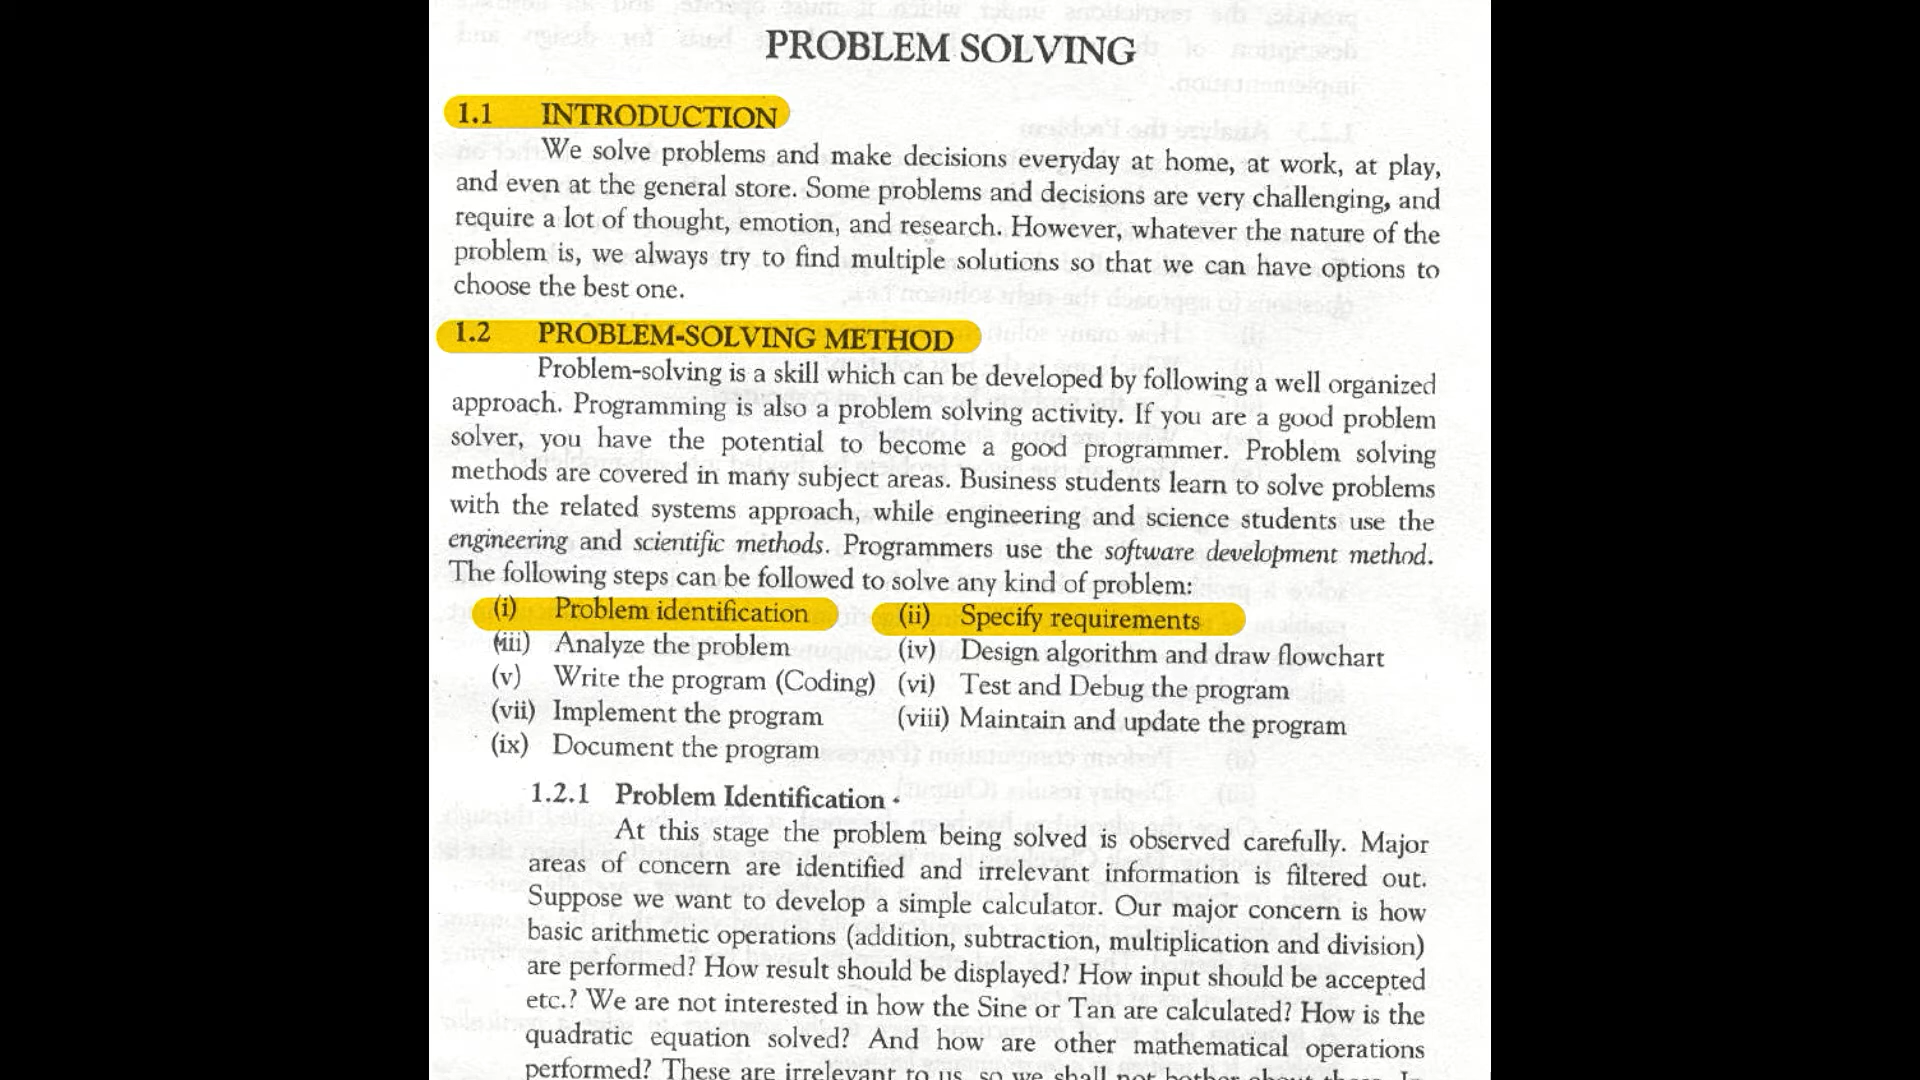 PROBLEM SOLVING
1.1 INTRODUCTION
We solve problems and make decisions everyday at home, at work, at play,
and even at the general store. Some problems and decisions are very challenging, and
require a lot of thought, emotion, and research. However, whatever the nature of the
problem is, we always try to find multiple solutions so that we can have options to
choose the best one.
1.2 PROBLEM-SOLVING METHOD
Problem-solving is a skill which can be developed by following a well organized
approach. Programming is also a problem solving activity. If you are a good problem
solver, you have the potential to become a good programmer. Problem solving
methods are covered in many subject areas. Business students learn to solve problems
with the related systems approach, while engineering and science students use the
engineering and scientific methods. Programmers use the software development method.
The following steps can be followed to solve any kind of problem:
(i) Problem identification (ii) Specify requirements
(iii) Analyze the problem (iv) Design algorithm and draw flowchart
(v) Write the program (Coding) (vi) Test and Debug the program
(vii) Implement the program (viii) Maintain and update the program
(ix) Document the program
1.2.1 Problem Identification
At this stage the problem being solved is observed carefully. Major
areas of concern are identified and irrelevant information is filtered out.
Suppose we want to develop a simple calculator. Our major concern is how
basic arithmetic operations (addition, subtraction, multiplication and division)
are performed? How result should be displayed? How input should be accepted
etc.? We are not interested in how the Sine or Tan are calculated? How is the
quadratic equation solved? And how are other mathematical operations
performed? These are irrelevant to us, so we shall not bother about these. In